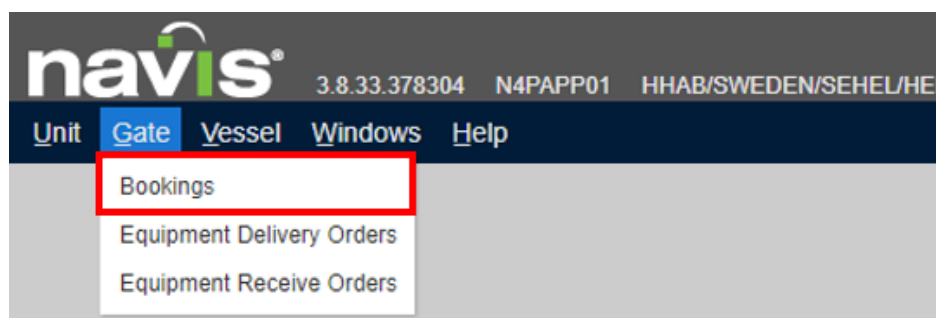 navis® 3.8.33.378304 N4PAPP01 HHAB/SWEDEN/SEHEL/HE
Unit Gate Vessel Windows Help
Bookings
Equipment Delivery Orders
Equipment Receive Orders